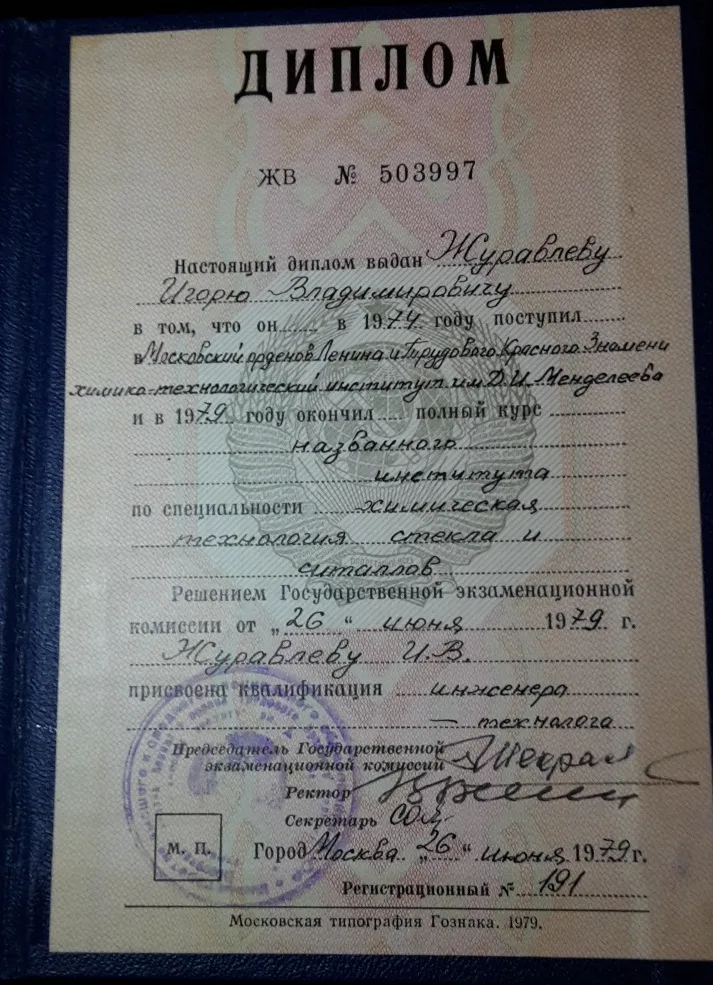 ДИПЛОМ
ЖВ № 503997
Настоящий диплом выдан Журавлеву
Игорю Владимировичу
в том, что он в 1974 году поступил
в Московский орденов Ленина и Трудового Красного Знамени
химико-технологический институт им. Д.И. Менделеева
и в 1979 году окончил полный курс
названного
института
по специальности химическая
технология стекла и
ситаллов
Решением Государственной экзаменационной
комиссии от „26“ июня 1979 г.
Журавлеву И.В.
присвоена квалификация инженера
— технолога
Председатель Государственной
экзаменационной комиссии
Ректор
Секретарь
М. П. Город Москва „26“ июня 1979 г.
Регистрационный № 191
Московская типография Гознака. 1979.